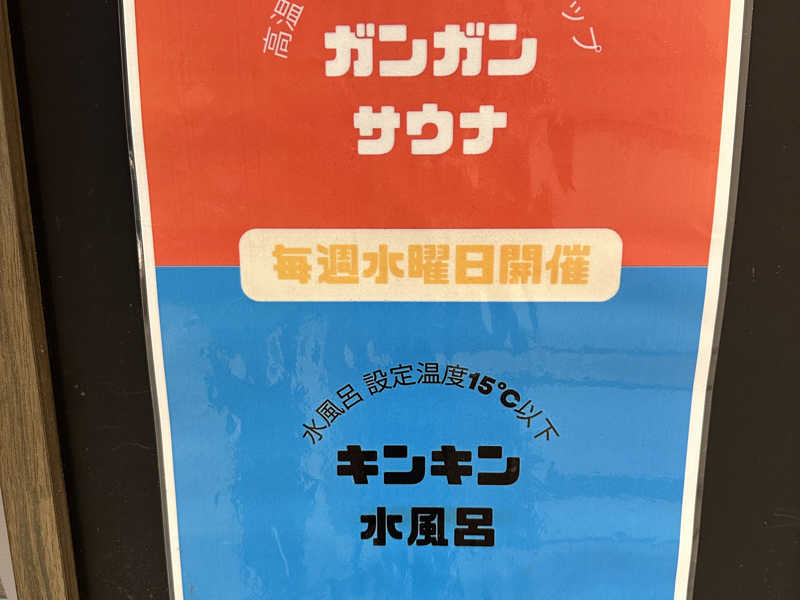 高温
ップ
ガンガン
サウナ
毎週水曜日開催
水風呂 設定温度15℃以下
キンキン
水風呂